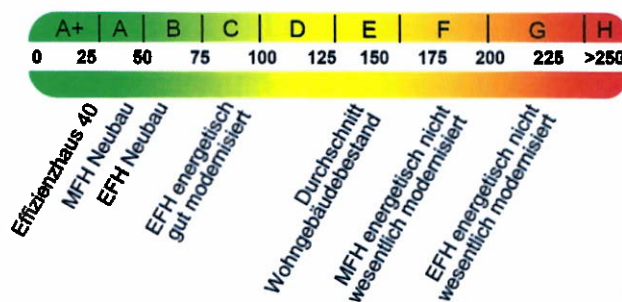 A+ A B C D E F G H
0 25 50 75 100 125 150 175 200 225 >250
Effizienzhaus 40
MFH Neubau
EFH Neubau
EFH energetisch
gut modernisiert
Durchschnitt
Wohngebäudebestand
MFH energetisch nicht
wesentlich modernisiert
EFH energetisch nicht
wesentlich modernisiert